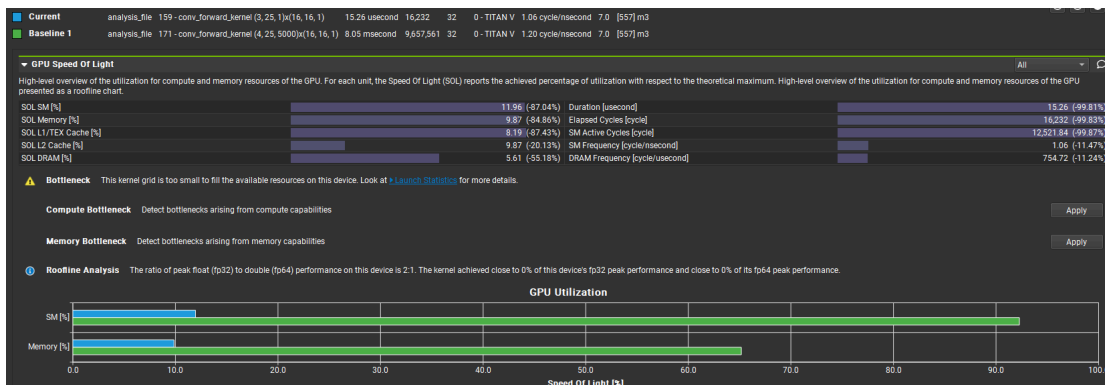 Current analysis_file 159 - conv_forward_kernel (3, 25, 1)x(16, 16, 1) 15.26 usecond 16,232 32 0 - TITAN V 1.06 cycle/nsecond 7.0 [557] m3
Baseline 1 analysis_file 171 - conv_forward_kernel (4, 25, 5000)x(16, 16, 1) 8.05 msecond 9,657,561 32 0 - TITAN V 1.20 cycle/nsecond 7.0 [557] m3
GPU Speed Of Light All
High-level overview of the utilization for compute and memory resources of the GPU. For each unit, the Speed Of Light (SOL) reports the achieved percentage of utilization with respect to the theoretical maximum. High-level overview of the utilization for compute and memory resources of the GPU
presented as a roofline chart.
SOL SM [%] 11.96 (-87.04%) Duration [usecond] 15.26 (-99.81%)
SOL Memory [%] 9.87 (-84.86%) Elapsed Cycles [cycle] 16,232 (-99.83%)
SOL L1/TEX Cache [%] 8.19 (-87.43%) SM Active Cycles [cycle] 12,521.84 (-99.87%)
SOL L2 Cache [%] 9.87 (-20.13%) SM Frequency [cycle/nsecond] 1.06 (-11.47%)
SOL DRAM [%] 5.61 (-55.18%) DRAM Frequency [cycle/usecond] 754.72 (-11.24%)
Bottleneck This kernel grid is too small to fill the available resources on this device. Look at Launch Statistics for more details.
Compute Bottleneck Detect bottlenecks arising from compute capabilities Apply
Memory Bottleneck Detect bottlenecks arising from memory capabilities Apply
Roofline Analysis The ratio of peak float (fp32) to double (fp64) performance on this device is 2:1. The kernel achieved close to 0% of this device's fp32 peak performance and close to 0% of its fp64 peak performance.
GPU Utilization
SM [%]
Memory [%]
0.0 10.0 20.0 30.0 40.0 50.0 60.0 70.0 80.0 90.0 100.
Speed Of Light [%]